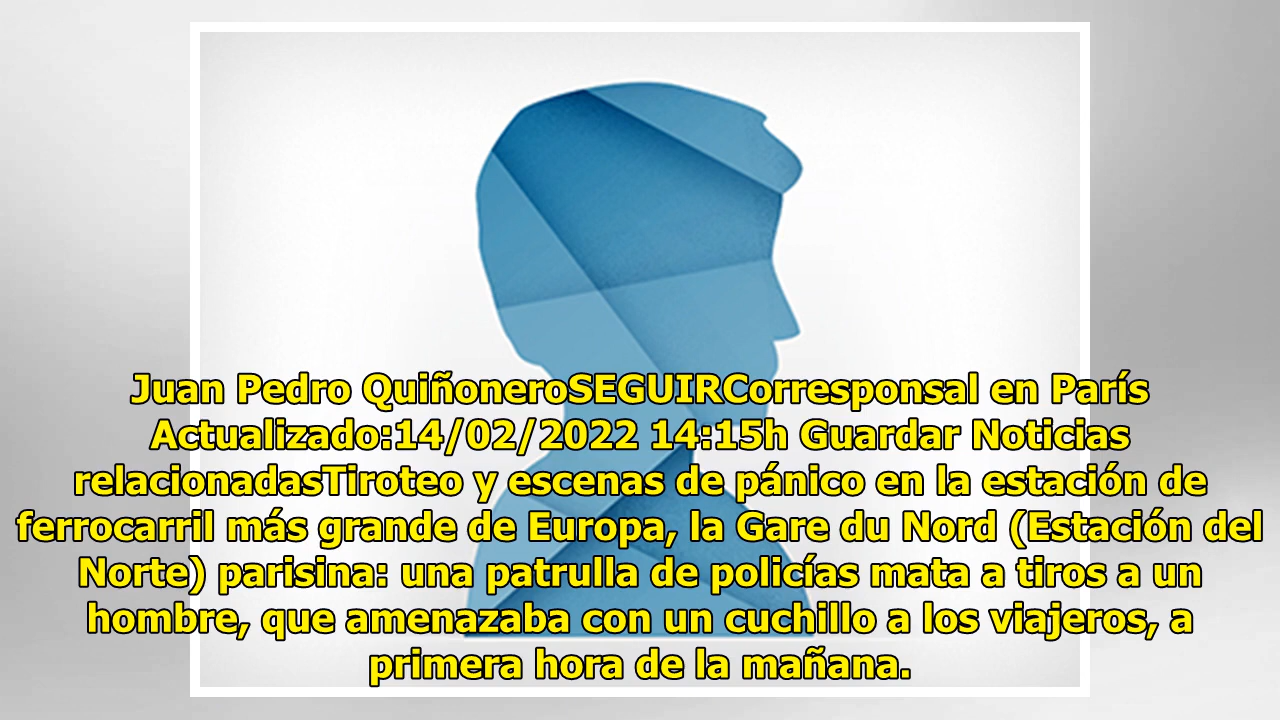 Juan Pedro QuiñoneroSEGUIRCorresponsal en París
Actualizado:14/02/2022 14:15h Guardar Noticias
relacionadasTiroteo y escenas de pánico en la estación de
ferrocarril más grande de Europa, la Gare du Nord (Estación del
Norte) parisina: una patrulla de policías mata a tiros a un
hombre, que amenazaba con un cuchillo a los viajeros, a
primera hora de la mañana.